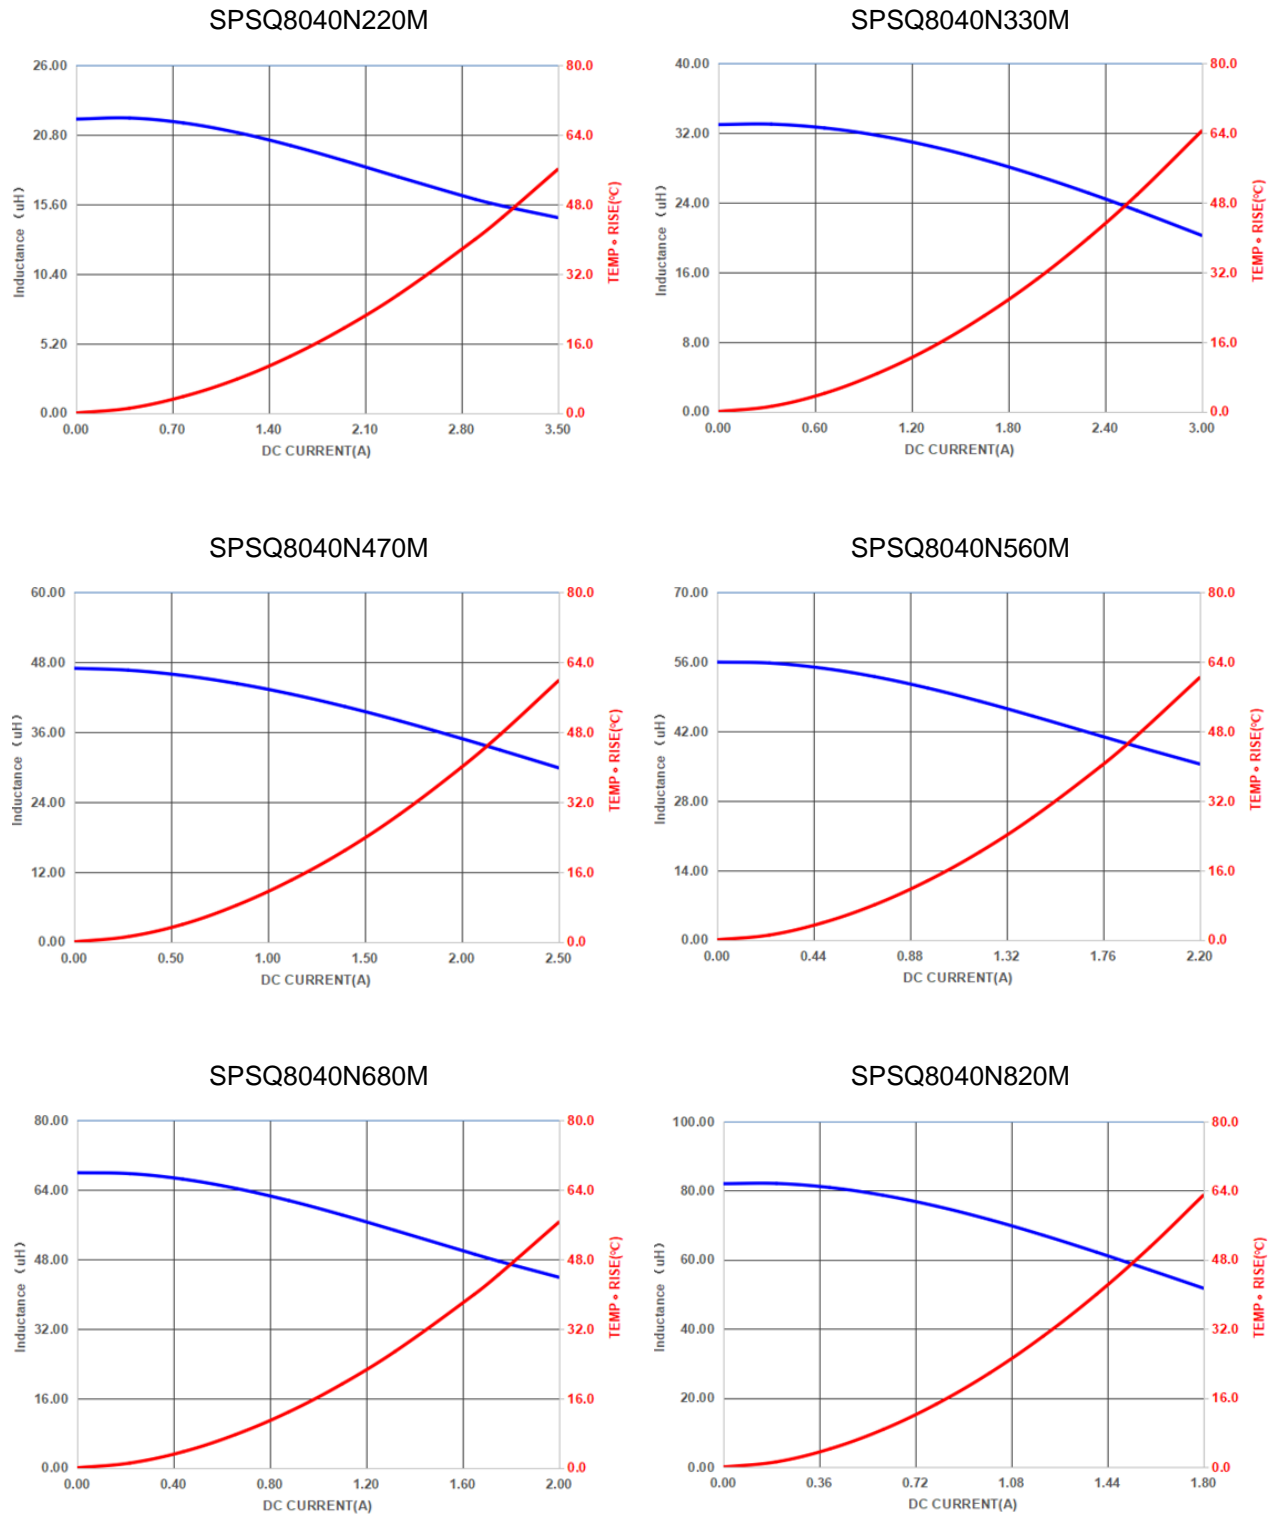 SPSQ8040N220M
26.00
20.80
15.60
10.40
5.20
0.00
80.0
64.0
48.0
32.0
16.0
0.0
0.00 0.70 1.40 2.10 2.80 3.50
DC CURRENT(A)
Inductance（uH）
TEMP∘RISE(℃)
SPSQ8040N330M
40.00
32.00
24.00
16.00
8.00
0.00
80.0
64.0
48.0
32.0
16.0
0.0
0.00 0.60 1.20 1.80 2.40 3.00
DC CURRENT(A)
Inductance（uH）
TEMP∘RISE(℃)
SPSQ8040N470M
60.00
48.00
36.00
24.00
12.00
0.00
80.0
64.0
48.0
32.0
16.0
0.0
0.00 0.50 1.00 1.50 2.00 2.50
DC CURRENT(A)
Inductance（uH）
TEMP∘RISE(℃)
SPSQ8040N560M
70.00
56.00
42.00
28.00
14.00
0.00
80.0
64.0
48.0
32.0
16.0
0.0
0.00 0.44 0.88 1.32 1.76 2.20
DC CURRENT(A)
Inductance（uH）
TEMP∘RISE(℃)
SPSQ8040N680M
80.00
64.00
48.00
32.00
16.00
0.00
80.0
64.0
48.0
32.0
16.0
0.0
0.00 0.40 0.80 1.20 1.60 2.00
DC CURRENT(A)
Inductance（uH）
TEMP∘RISE(℃)
SPSQ8040N820M
100.00
80.00
60.00
40.00
20.00
0.00
80.0
64.0
48.0
32.0
16.0
0.0
0.00 0.36 0.72 1.08 1.44 1.80
DC CURRENT(A)
Inductance（uH）
TEMP∘RISE(℃)